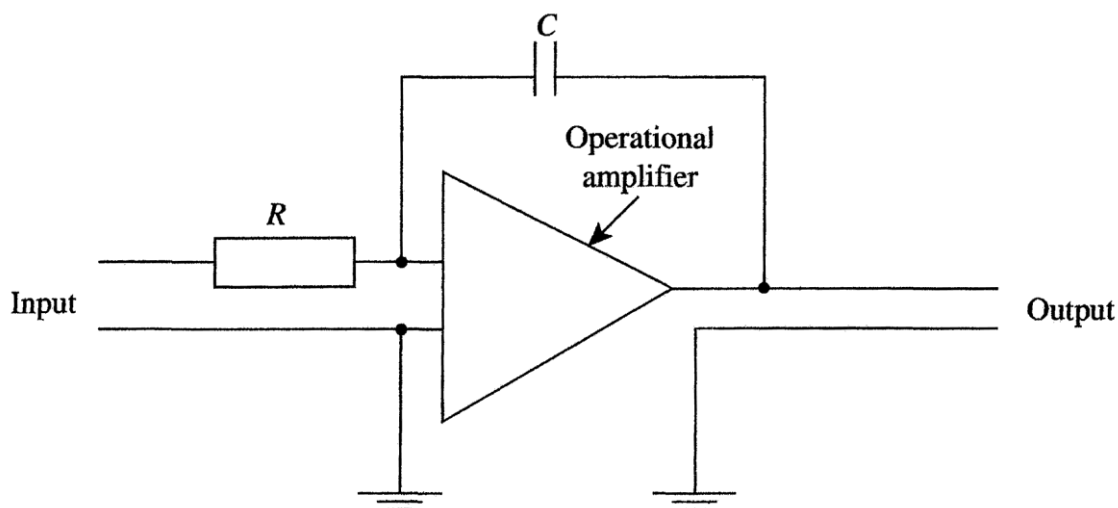 C
Operational
amplifier
R
Input
Output